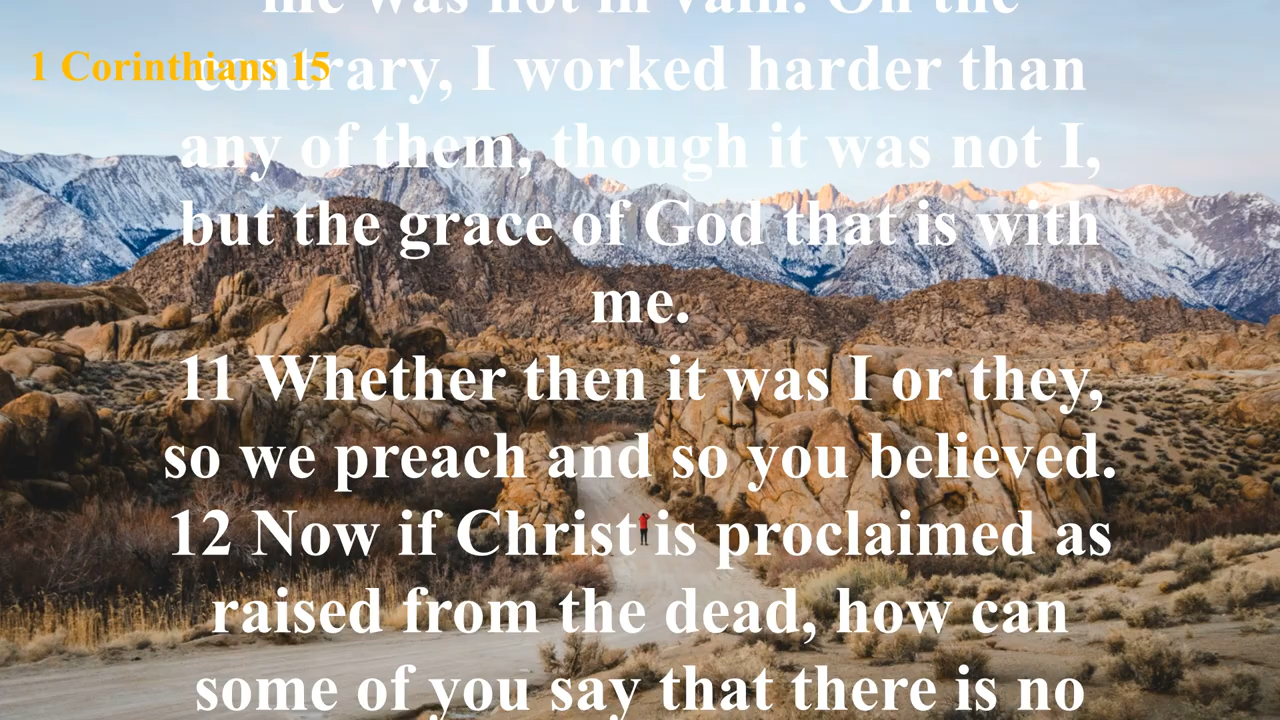 me was not in vain. On the
1 Corinthians 15
contrary, I worked harder than
any of them, though it was not I,
but the grace of God that is with
me.
11 Whether then it was I or they,
so we preach and so you believed.
12 Now if Christ is proclaimed as
raised from the dead, how can
some of you say that there is no